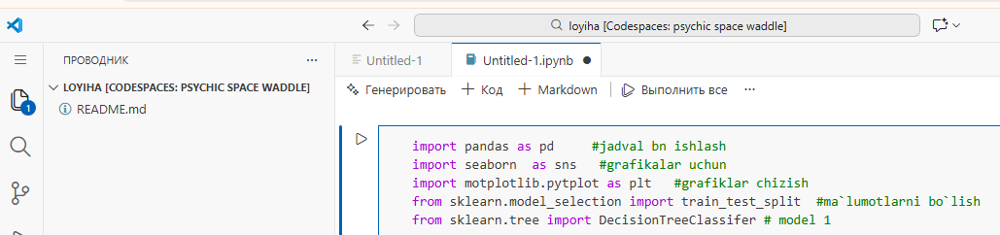 loyiha [Codespaces: psychic space waddle]
ПРОВОДНИК
Untitled-1
Untitled-1.ipynb
LOYIHA [CODESPACES: PSYCHIC SPACE WADDLE]
Генерировать
Код
Markdown
Выполнить все
1
README.md
import pandas as pd #jadval bn ishlash
import seaborn as sns #grafikalar uchun
import motplotlib.pytplot as plt #grafiklar chizish
from sklearn.model_selection import train_test_split #ma`lumotlarni bo`lish
from sklearn.tree import DecisionTreeClassifer # model 1